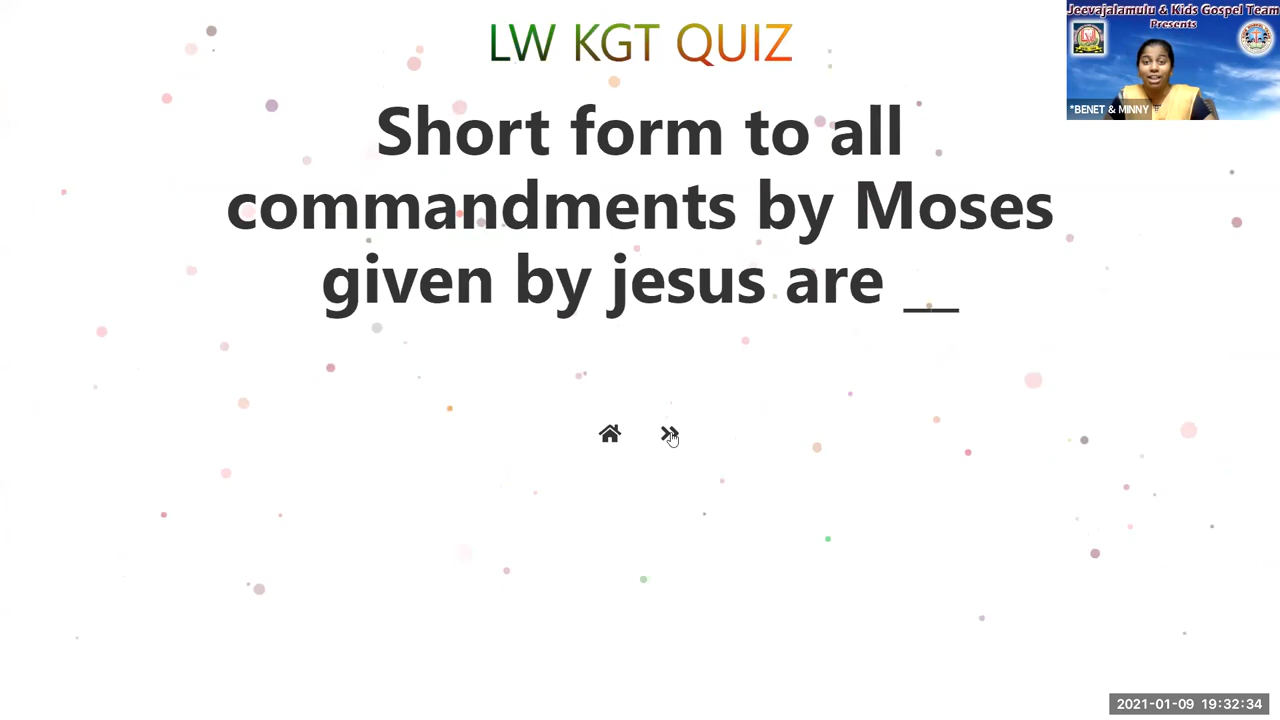 LW KGT QUIZ
Short form to all
commandments by Moses
given by jesus are __
Jeevajalamulu & Kids Gospel Team
Presents
*BENET & MINNY
2021-01-09 19:32:34